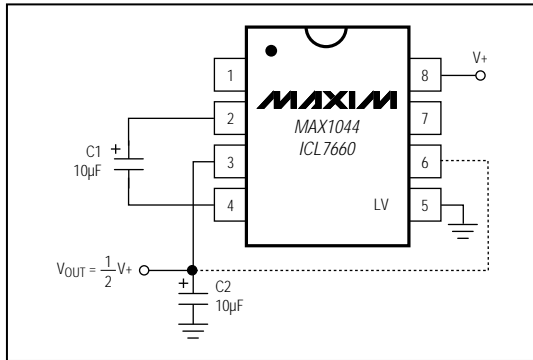 V+
1
8
MAXIM
2
7
MAX1044
ICL7660
C1
+
10µF
3
6
4
LV
5
VOUT = 1/2 V+
+
C2
10µF